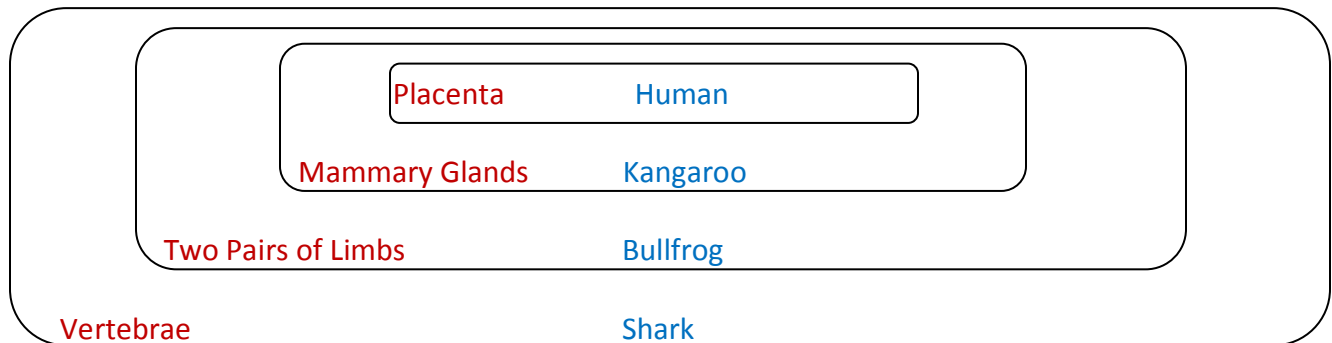 Placenta Human
Mammary Glands Kangaroo
Two Pairs of Limbs Bullfrog
Vertebrae Shark